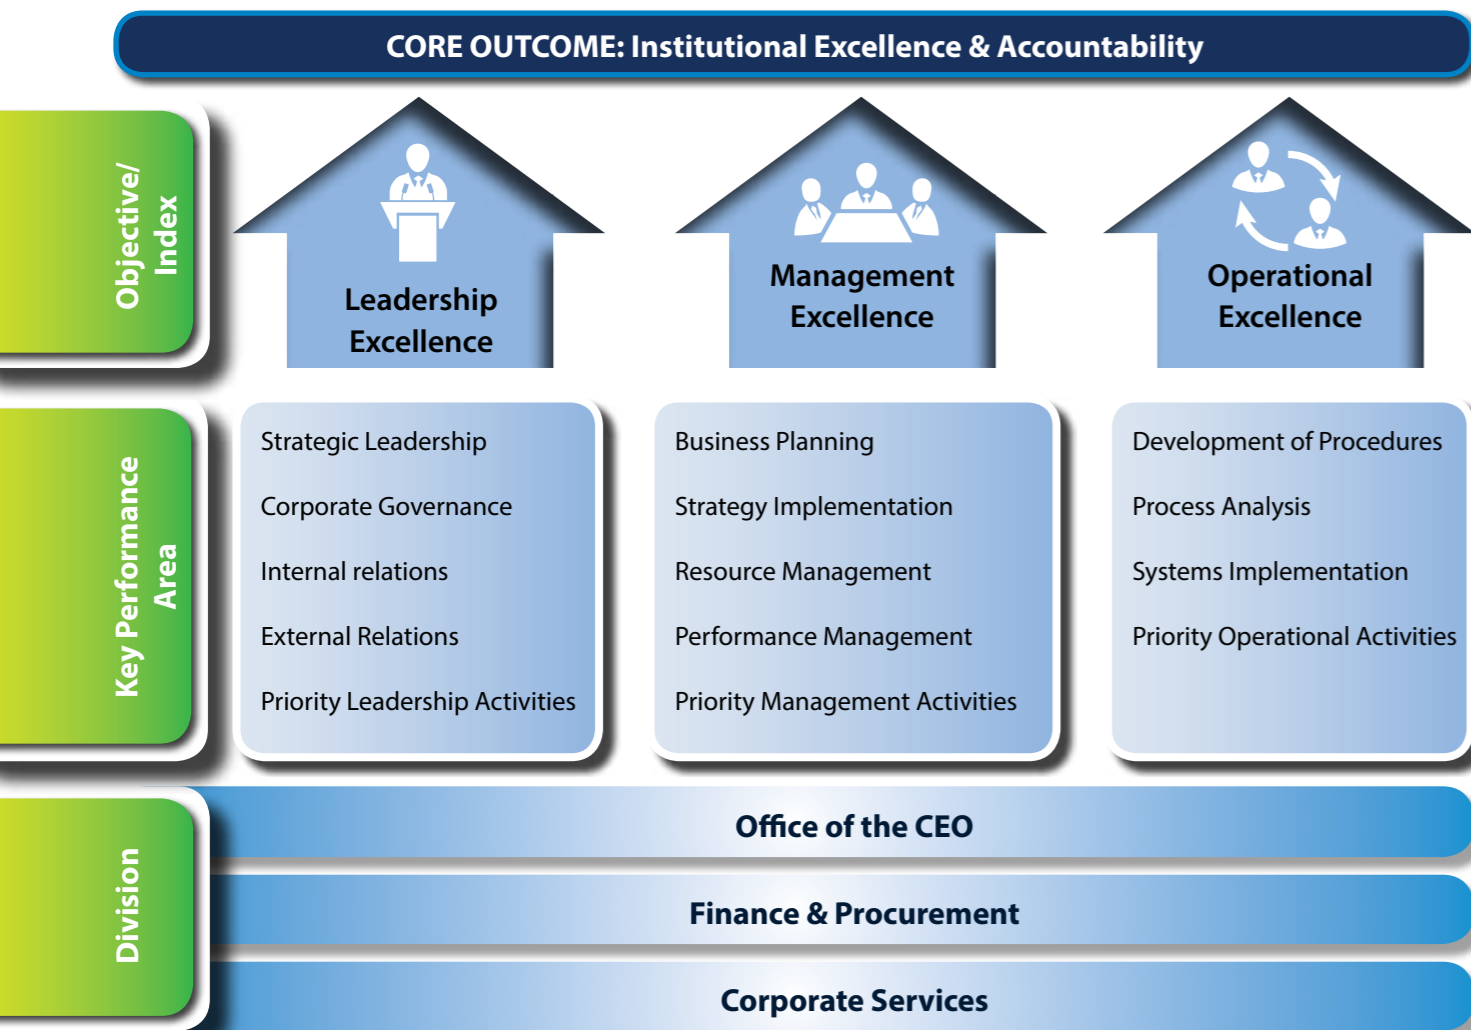 CORE OUTCOME: Institutional Excellence & Accountability
Objective/
Index
Leadership
Excellence
Management
Excellence
Operational
Excellence
Key Performance
Area
Strategic Leadership
Corporate Governance
Internal relations
External Relations
Priority Leadership Activities
Business Planning
Strategy Implementation
Resource Management
Performance Management
Priority Management Activities
Development of Procedures
Process Analysis
Systems Implementation
Priority Operational Activities
Division
Office of the CEO
Finance & Procurement
Corporate Services